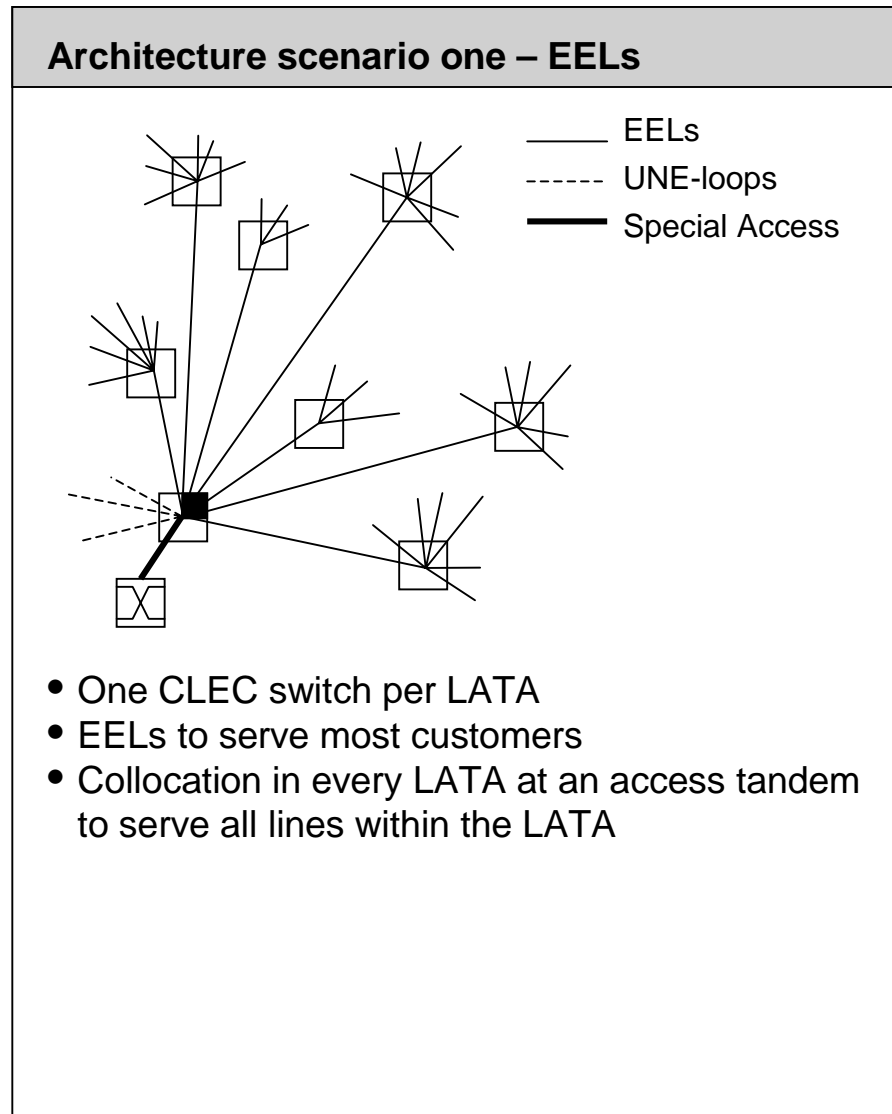 Architecture scenario one – EELs
EELs
UNE-loops
Special Access
• One CLEC switch per LATA
• EELs to serve most customers
• Collocation in every LATA at an access tandem
to serve all lines within the LATA